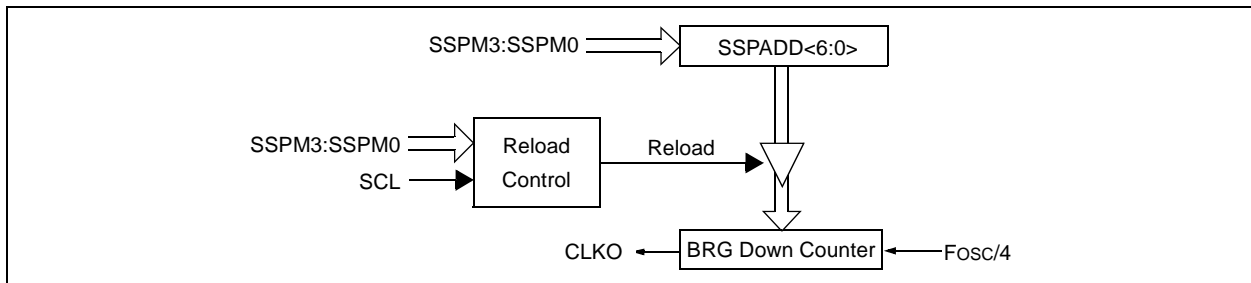 SSPM3:SSPM0
SSPADD<6:0>
SSPM3:SSPM0
SCL
Reload
Control
Reload
CLKO
BRG Down Counter
FOSC/4